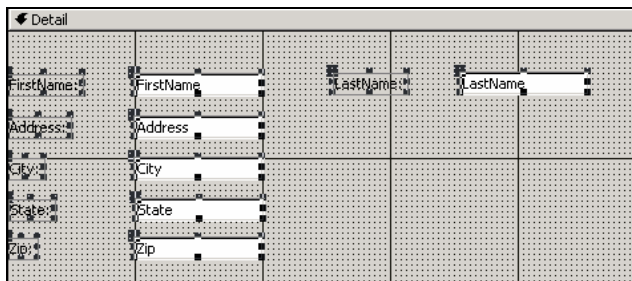 Detail
FirstName: FirstName LastName: LastName
Address: Address
City: City
State: State
Zip: Zip